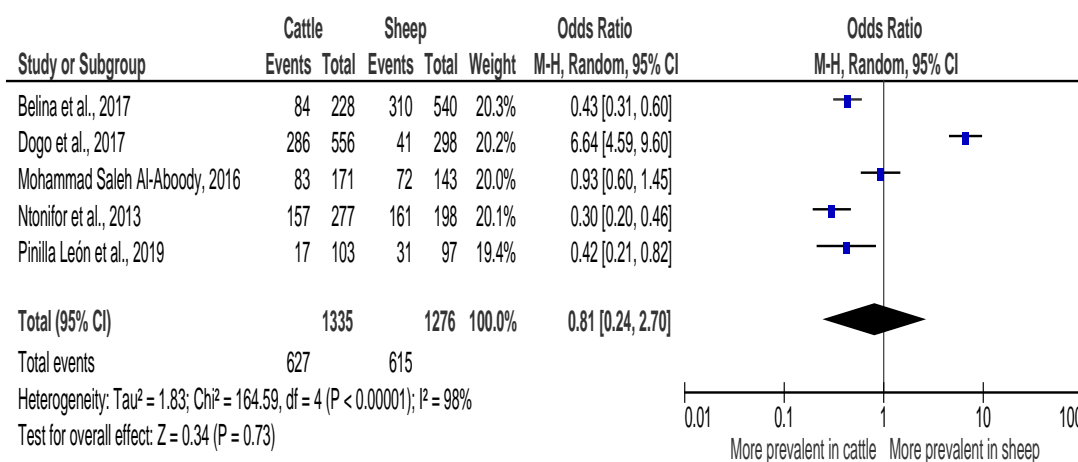 Cattle Sheep Odds Ratio Odds Ratio
Study or Subgroup Events Total Events Total Weight M-H, Random, 95% CI M-H, Random, 95% CI
Belina et al., 2017 84 228 310 540 20.3% 0.43 [0.31, 0.60]
Dogo et al., 2017 286 556 41 298 20.2% 6.64 [4.59, 9.60]
Mohammad Saleh Al-Aboody, 2016 83 171 72 143 20.0% 0.93 [0.60, 1.45]
Ntonifor et al., 2013 157 277 161 198 20.1% 0.30 [0.20, 0.46]
Pinilla León et al., 2019 17 103 31 97 19.4% 0.42 [0.21, 0.82]
Total (95% CI) 1335 1276 100.0% 0.81 [0.24, 2.70]
Total events 627 615
Heterogeneity: Tau² = 1.83; Chi² = 164.59, df = 4 (P < 0.00001); I² = 98%
Test for overall effect: Z = 0.34 (P = 0.73)
0.01 0.1 1 10 100
More prevalent in cattle More prevalent in sheep